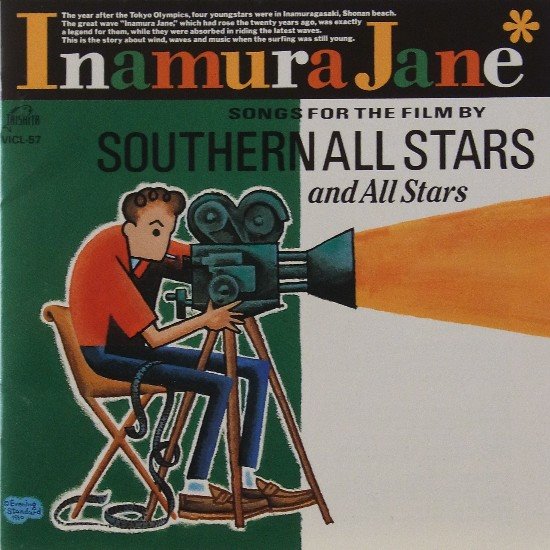 The year after the Tokyo Olympics, four youngstars were in Inamuragasaki, Shonan beach.
The great wave "Inamura Jane," which had rose the twenty years ago, was exactly
a legend for them, while they were absorbed in riding the latest waves.
This is the story about wind, waves and music when the surfing was still young.
Inamura Jane*
SONGS FOR THE FILM BY
TAISHITA
VICL-57
SOUTHERN ALL STARS
and All Stars
Evening
Standard